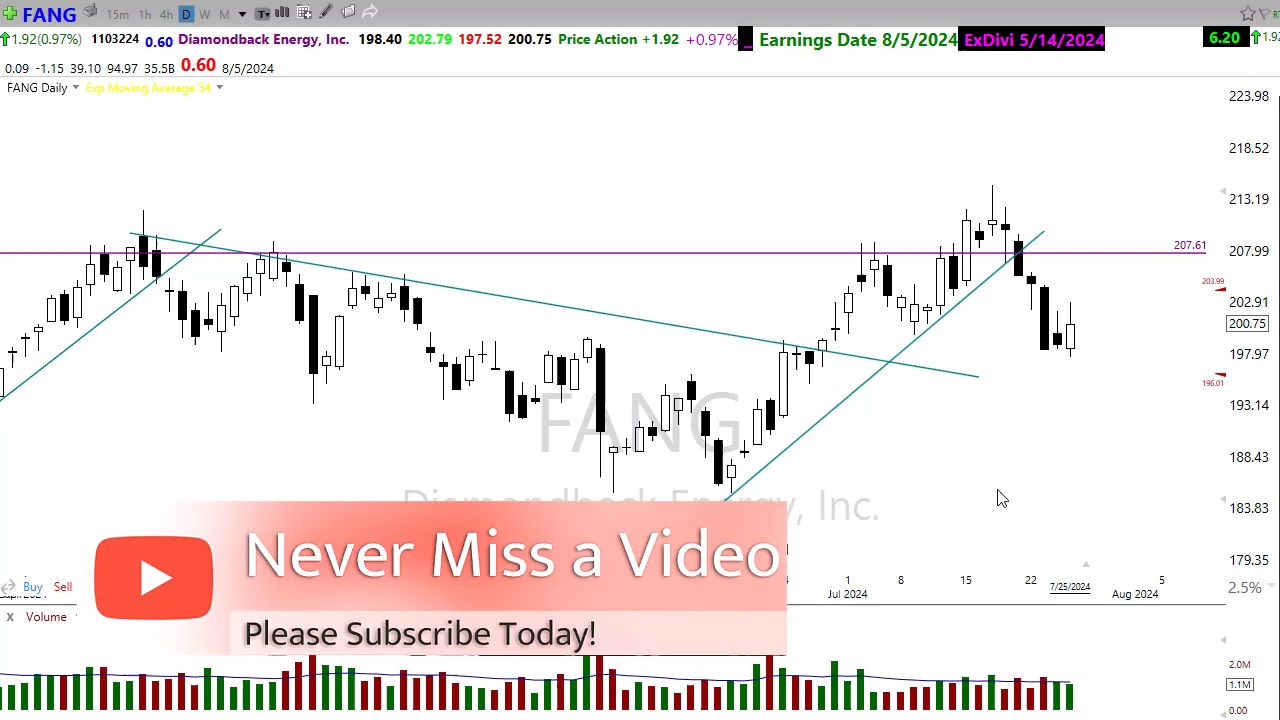 FANG 15m 1h 4h D W M
1.92(0.97%) 1103224 0.60 Diamondback Energy, Inc. 198.40 202.79 197.52 200.75 Price Action +1.92 +0.97% ... Earnings Date 8/5/2024 ExDivi 5/14/2024 6.20
0.09 -1.15 39.10 94.97 35.5B 0.60 8/5/2024
FANG Daily Exp Moving Average 34
223.98
218.52
213.19
207.61
207.99
203.99
202.91
200.75
197.97
196.01
193.14
188.43
183.83
179.35
FANG
Diamondback Energy, Inc.
Never Miss a Video
Please Subscribe Today!
Buy Sell
1 8 15 22 7/25/2024 5
Jul 2024 Aug 2024
2.5%
X Volume
2.0M
1.1M
0.00